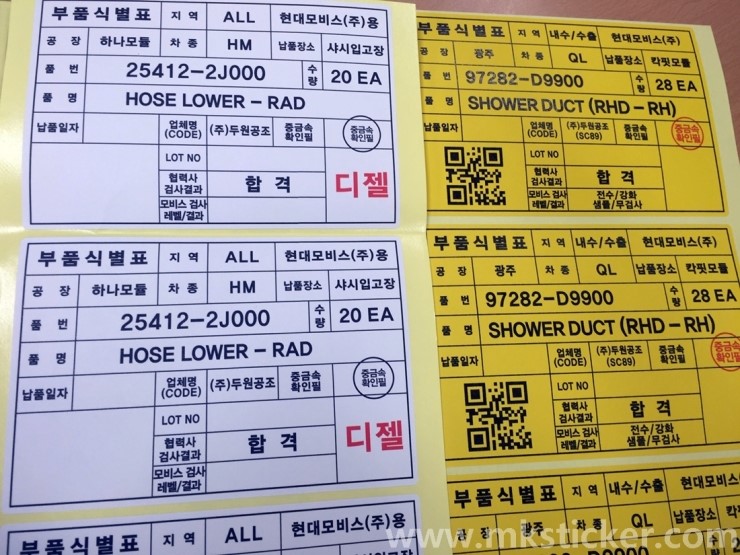 부품식별표 지역 ALL 현대모비스(주)용
공장 하나모듈 차종 HM 납품장소 샤시입고장
품번 25412-2J000 수량 20 EA
품명 HOSE LOWER - RAD
납품일자 업체명 (CODE) (주)두원공조 중금속 확인필 중금속 확인필
LOT NO
협력사 검사결과 합격 디젤
모비스 검사 레벨/결과
부품식별표 지역 ALL 현대모비스(주)용
공장 하나모듈 차종 HM 납품장소 샤시입고장
품번 25412-2J000 수량 20 EA
품명 HOSE LOWER - RAD
납품일자 업체명 (CODE) (주)두원공조 중금속 확인필 중금속 확인필
LOT NO
협력사 검사결과 합격 디젤
모비스 검사 레벨/결과
부품식별표 지역 ALL 현대모비스(주)용
부품식별표 지역 내수/수출 현대모비스(주)
공장 광주 차종 QL 납품장소 칵핏모듈
품번 97282-D9900 수량 28 EA
품명 SHOWER DUCT (RHD - RH)
납품일자 업체명 (CODE) (주)두원공조 (SC89) 중금속 확인필 중금속 확인필
LOT NO
협력사 검사결과 합격
모비스 검사 레벨/결과 전수/강화 샘플/무검사
부품식별표 지역 내수/수출 현대모비스(주)
공장 광주 차종 QL 납품장소 칵핏모듈
품번 97282-D9900 수량 28 EA
품명 SHOWER DUCT (RHD - RH)
납품일자 업체명 (CODE) (주)두원공조 (SC89) 중금속 확인필 중금속 확인필
LOT NO
협력사 검사결과 합격
모비스 검사 레벨/결과 전수/강화 샘플/무검사
부품식별표 지역 내수/수출 현대모비스
공장 광주 차종 QL 납품장소
www.mksticker.com